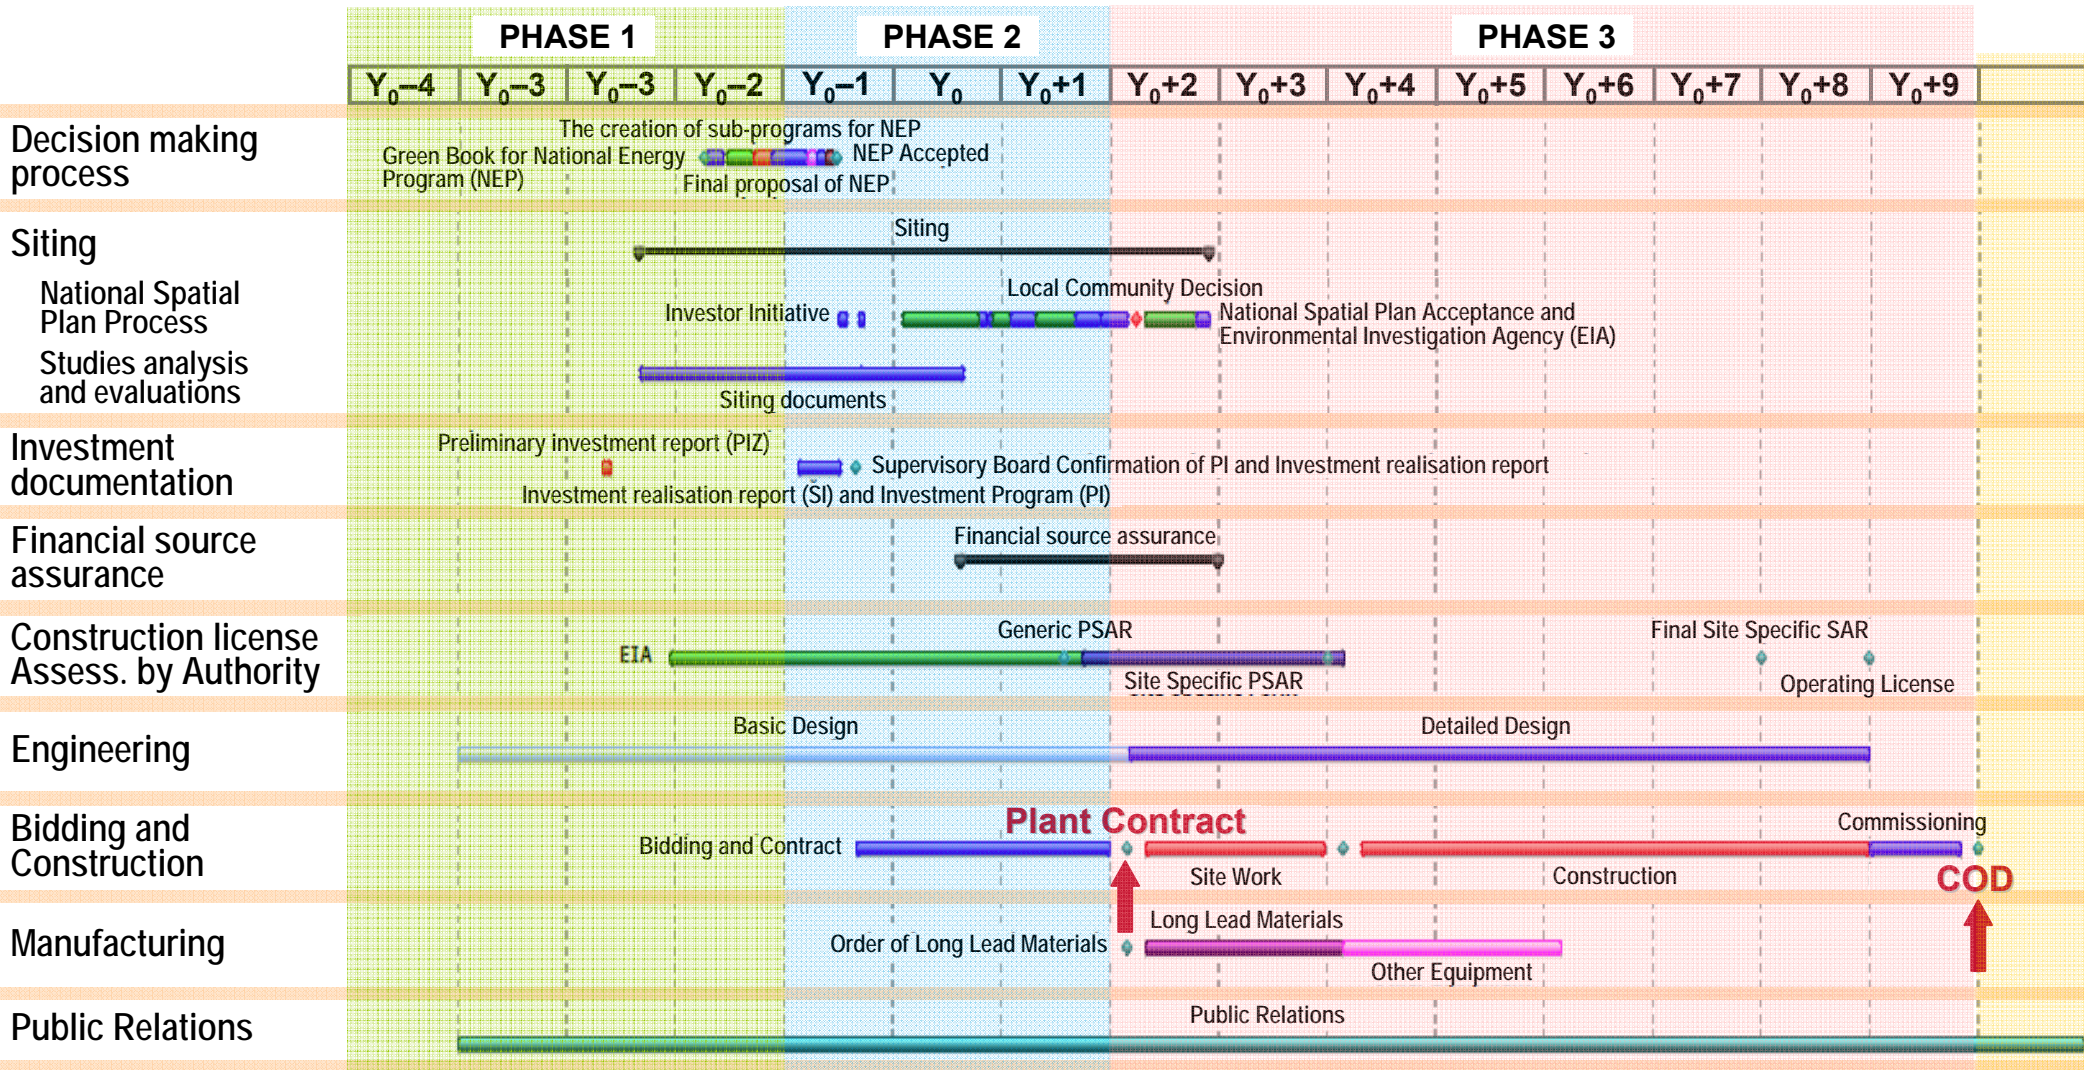 PHASE 1
PHASE 2
PHASE 3
Y0–4
Y0–3
Y0–3
Y0–2
Y0–1
Y0
Y0+1
Y0+2
Y0+3
Y0+4
Y0+5
Y0+6
Y0+7
Y0+8
Y0+9
Decision making
process
The creation of sub-programs for NEP
Green Book for National Energy
Program (NEP)
NEP Accepted
Final proposal of NEP
Siting
Siting
National Spatial
Plan Process
Local Community Decision
Investor Initiative
National Spatial Plan Acceptance and
Environmental Investigation Agency (EIA)
Studies analysis
and evaluations
Siting documents
Investment
documentation
Preliminary investment report (PIZ)
Supervisory Board Confirmation of PI and Investment realisation report
Investment realisation report (ŠI) and Investment Program (PI)
Financial source
assurance
Financial source assurance
Construction license
Assess. by Authority
Generic PSAR
Final Site Specific SAR
EIA
Site Specific PSAR
Operating License
Engineering
Basic Design
Detailed Design
Bidding and
Construction
Plant Contract
Commissioning
Bidding and Contract
Site Work
Construction
COD
Manufacturing
Long Lead Materials
Order of Long Lead Materials
Other Equipment
Public Relations
Public Relations